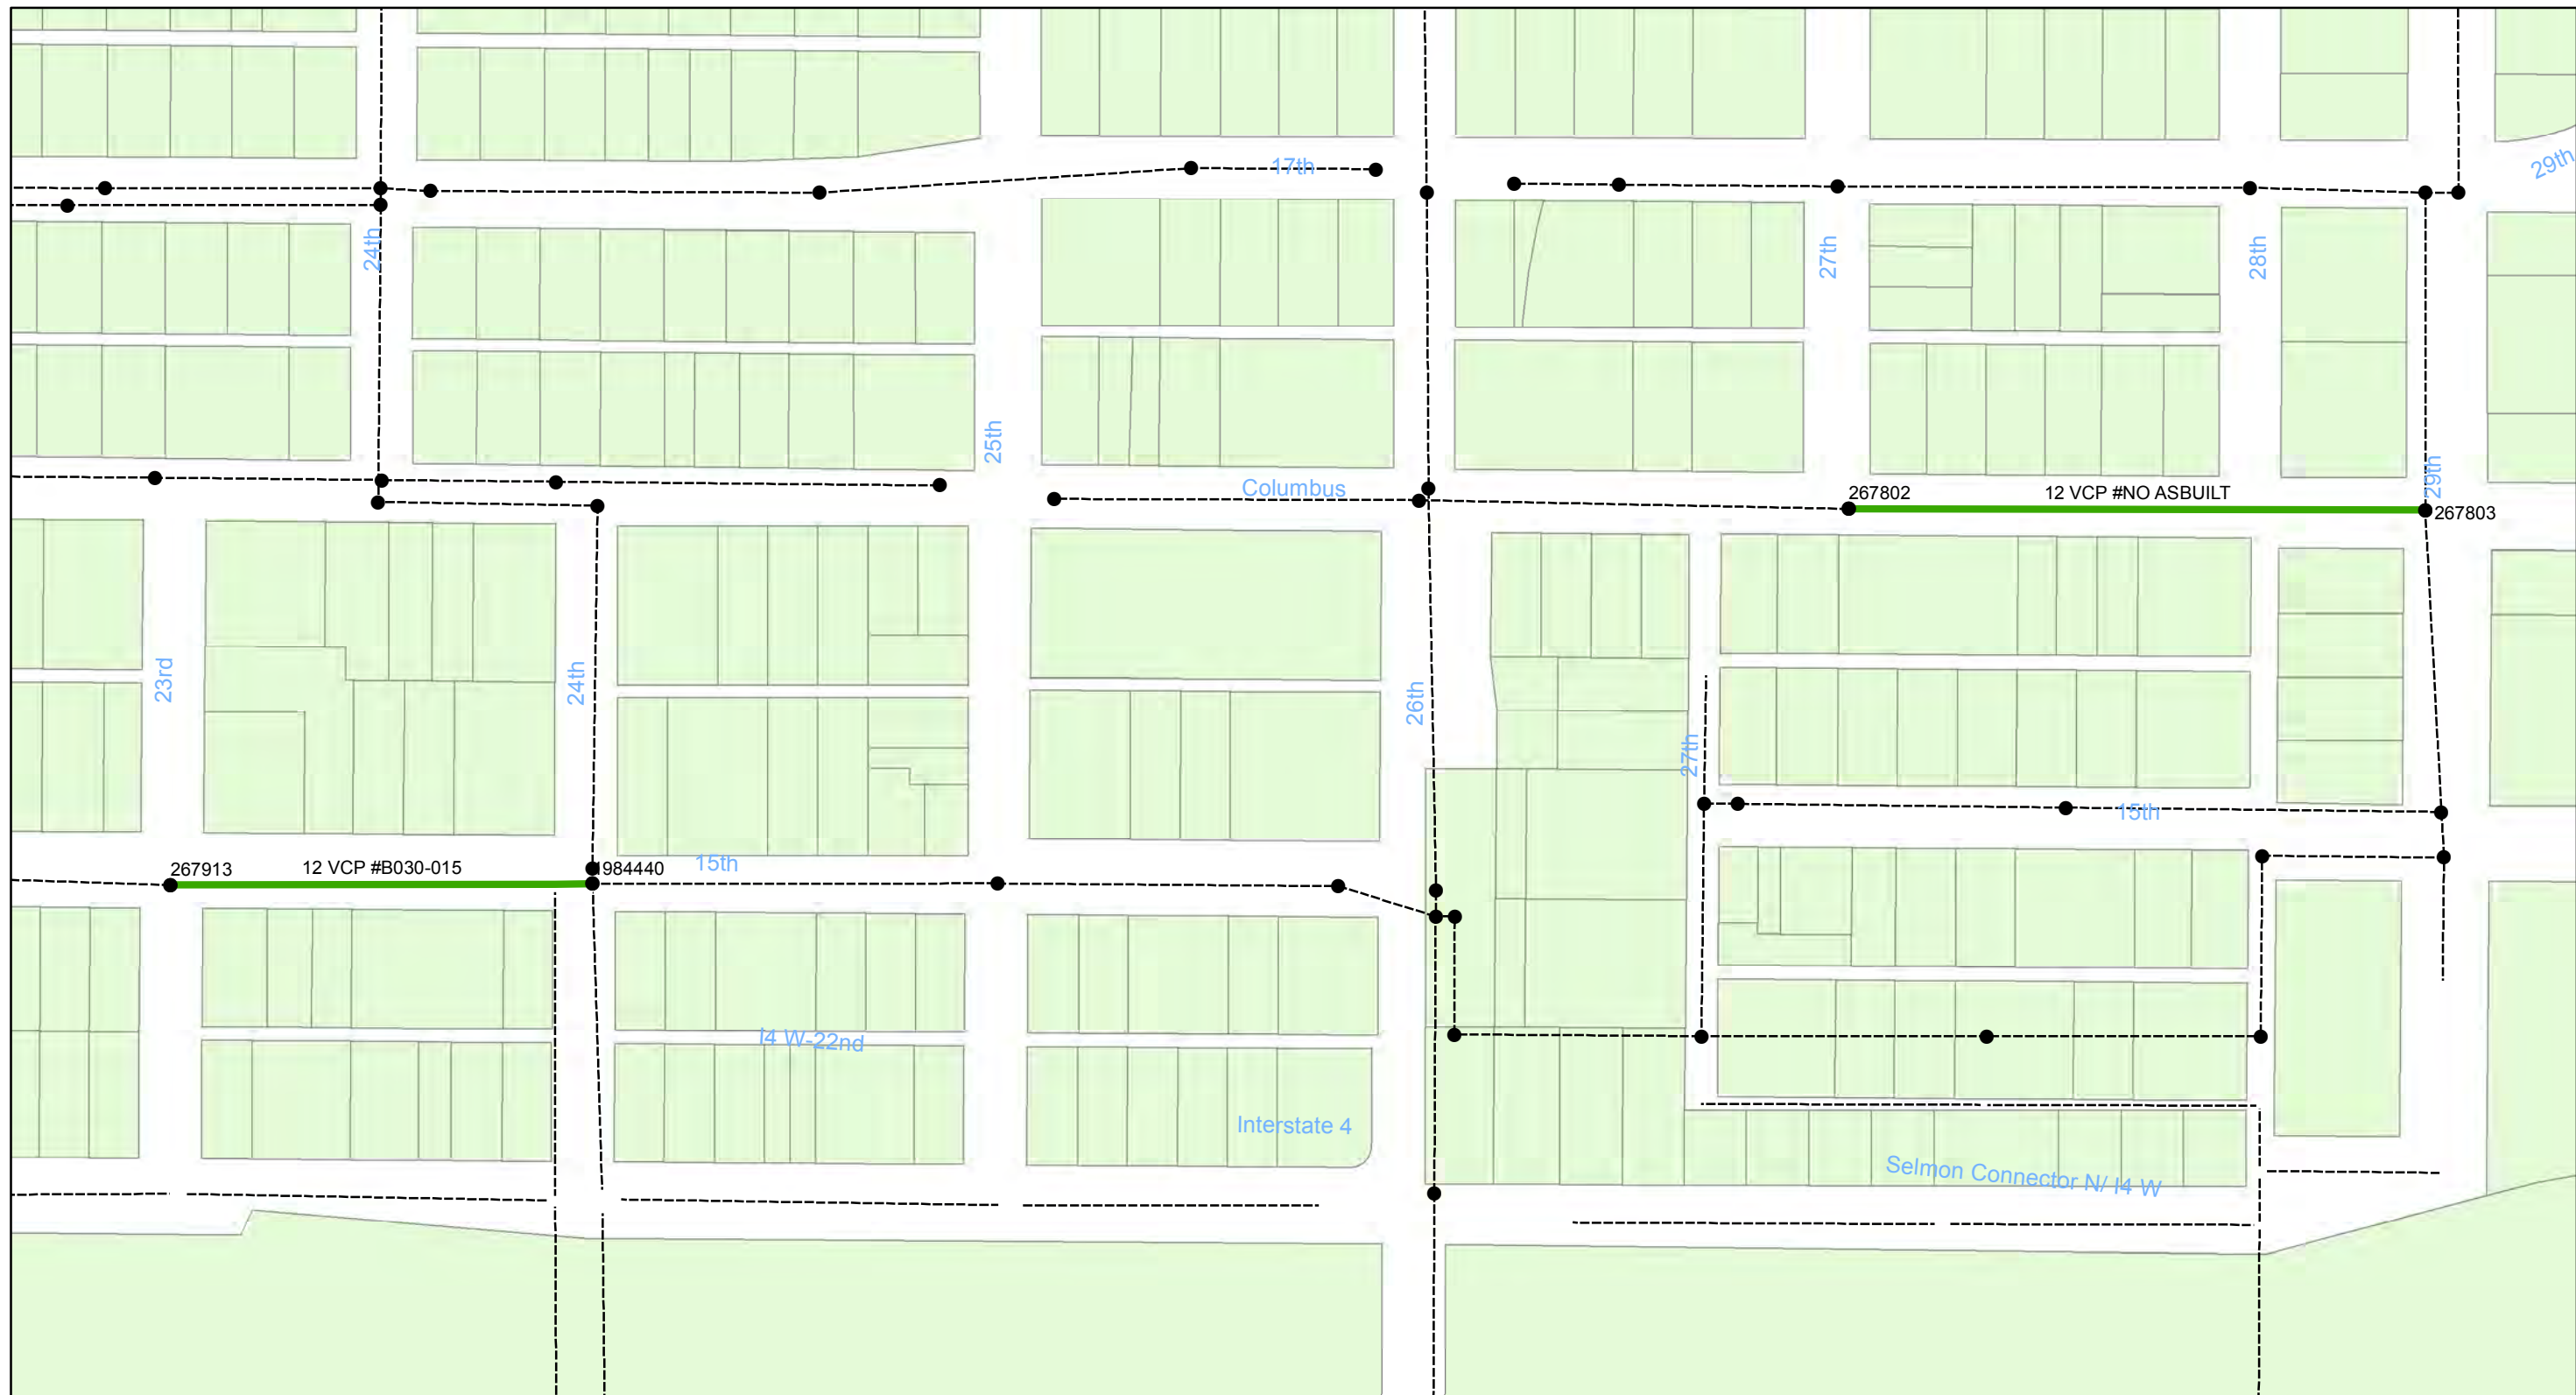 17th
29th
24th
27th
28th
25th
Columbus
267802
12 VCP #NO ASBUILT
29th
267803
23rd
24th
26th
27th
15th
267913
12 VCP #B030-015
1984440
15th
I4 W-22nd
Interstate 4
Selmon Connector N/ I4 W